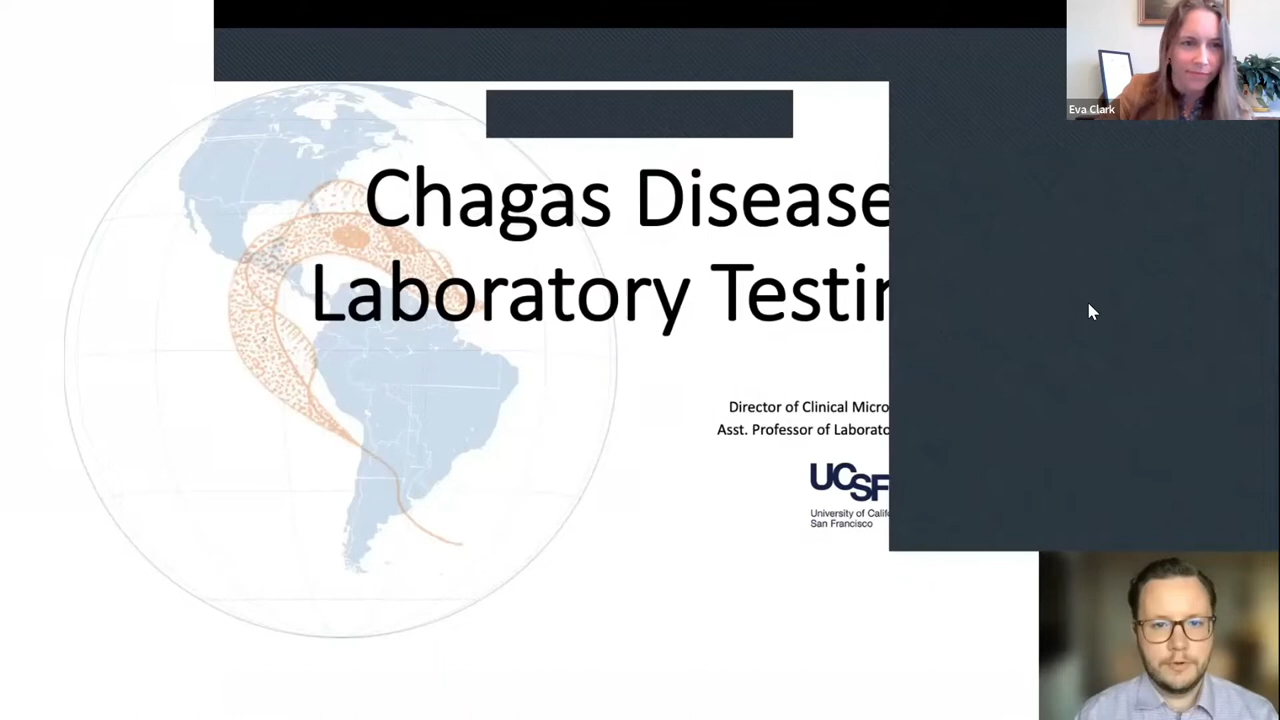 Eva Clark
Chagas Disease
Laboratory Testin
Director of Clinical Micro
Asst. Professor of Laborato
UCSF
University of Calif
San Francisco